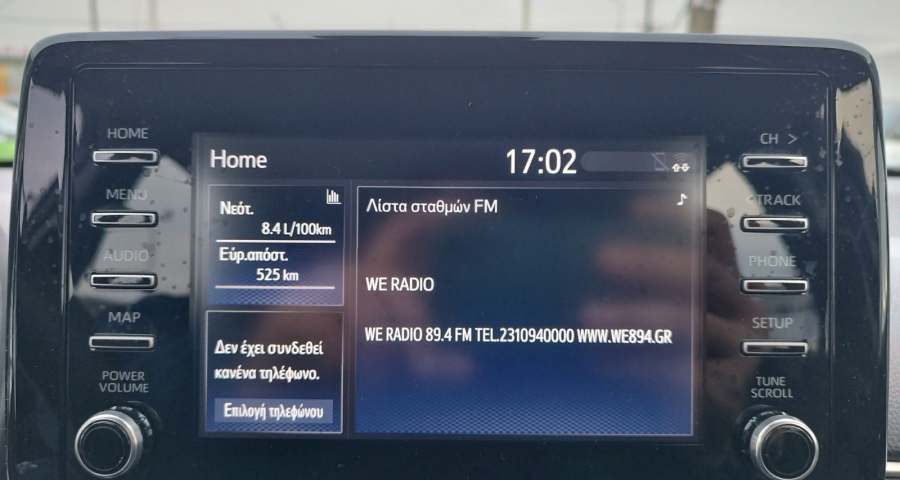 HOME
MENU
AUDIO
MAP
POWER
VOLUME
Home
17:02
Νεότ.
8.4 L/100km
Εύρ.απόστ.
525 km
Δεν έχει συνδεθεί
κανένα τηλέφωνο.
Επιλογή τηλεφώνου
Λίστα σταθμών FM
WE RADIO
WE RADIO 89.4 FM TEL.2310940000 WWW.WE894.GR
CH >
TRACK
PHONE
SETUP
TUNE
SCROLL